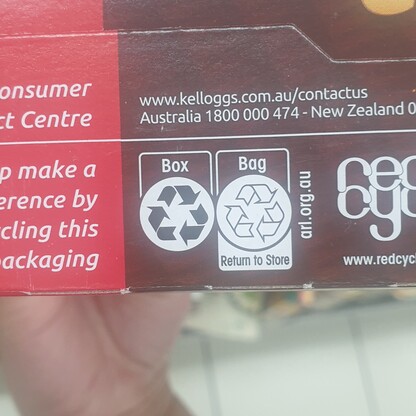 onsumer
ct Centre
www.kelloggs.com.au/contactus
Australia 1800 000 474 - New Zealand 0
p make a
erence by
cling this
packaging
Box
Bag
Return to Store
arl.org.au
red
cyc
www.redcycl